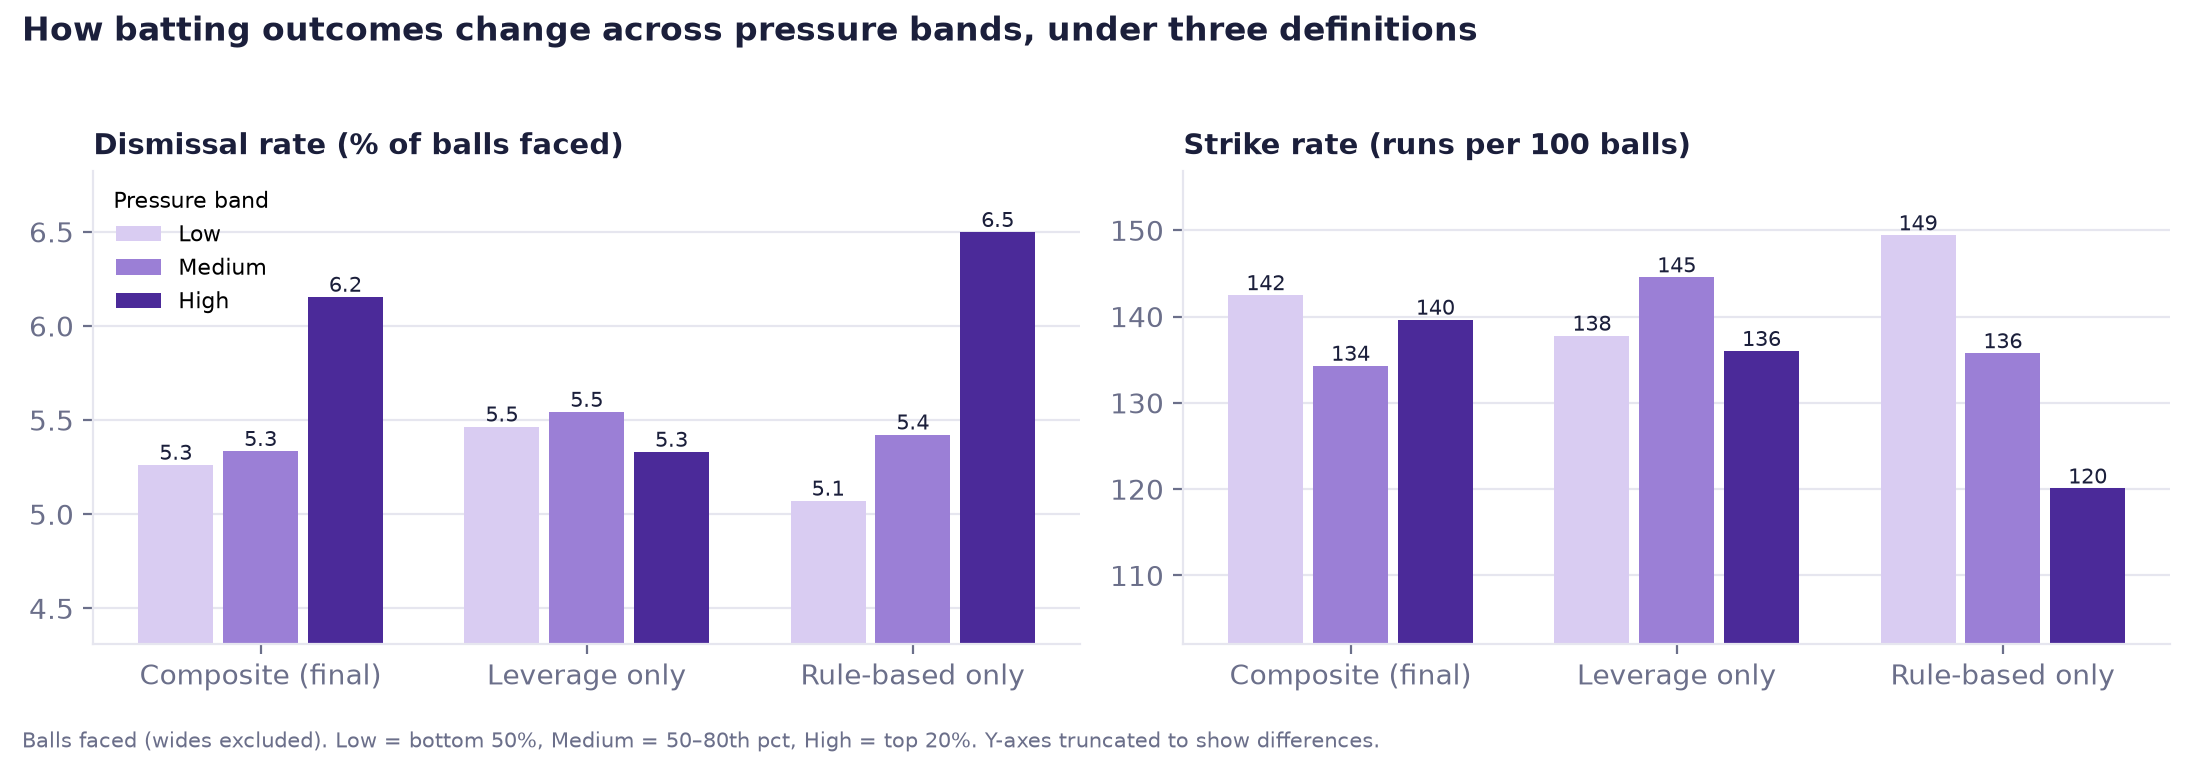 How batting outcomes change across pressure bands, under three definitions
Dismissal rate (% of balls faced)
Pressure band
Low
Medium
High
6.5
6.0
5.5
5.0
4.5
5.3
5.3
6.2
5.5
5.5
5.3
5.1
5.4
6.5
Composite (final)
Leverage only
Rule-based only
Strike rate (runs per 100 balls)
150
140
130
120
110
142
134
140
138
145
136
149
136
120
Composite (final)
Leverage only
Rule-based only
Balls faced (wides excluded). Low = bottom 50%, Medium = 50–80th pct, High = top 20%. Y-axes truncated to show differences.